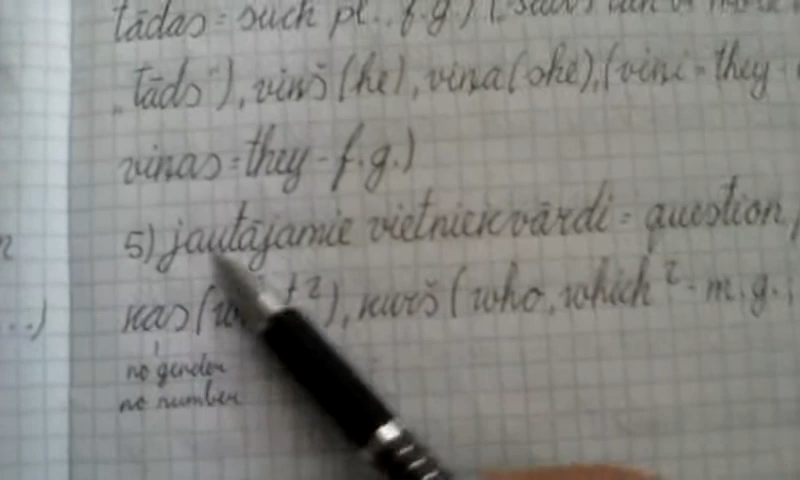 tādas = such pl.. f.g.)
„tāds"), viņš (he), viņa (she), (viņi = they -
viņas = they - f.g.)
5) jautājamie vietniekvārdi = question
kas (what?), kurš (who, which? - m.g.,
no gender
no number
...)